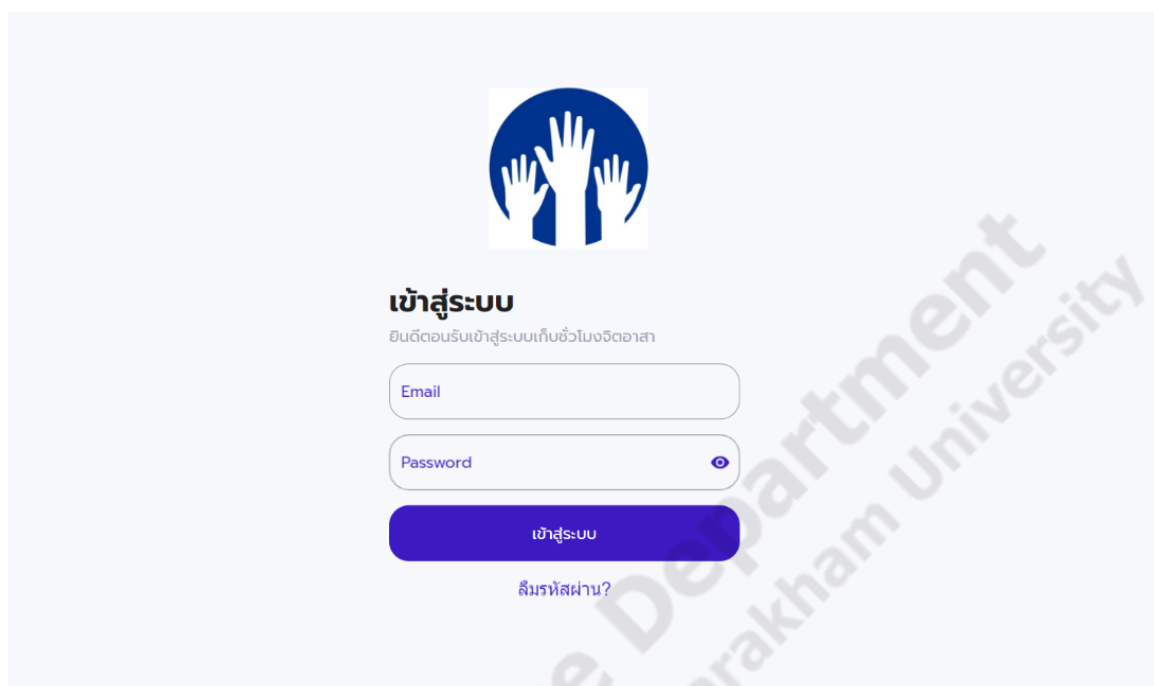 เข้าสู่ระบบ
ยินดีตอนรับเข้าสู่ระบบเก็บชั่วโมงจิตอาสา
Email
Password
เข้าสู่ระบบ
ลืมรหัสผ่าน?
Department
University